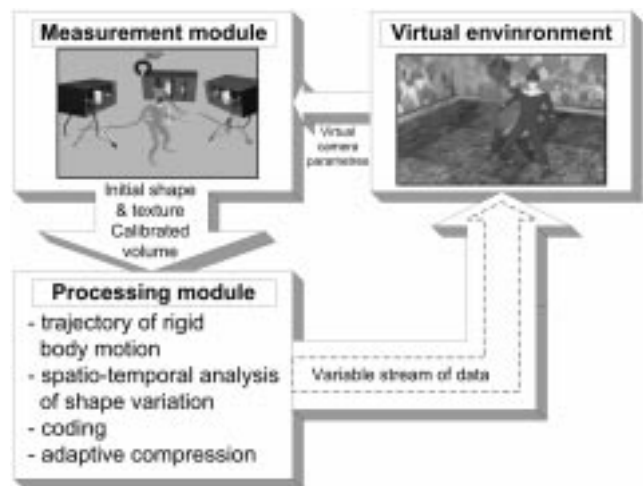 Measurement module
Virtual envinronment
Virtual
camera
parametres
Initial shape
& texture
Calibrated
volume
Processing module
- trajectory of rigid
body motion
- spatio-temporal analysis
of shape variation
- coding
- adaptive compression
Variable stream of data